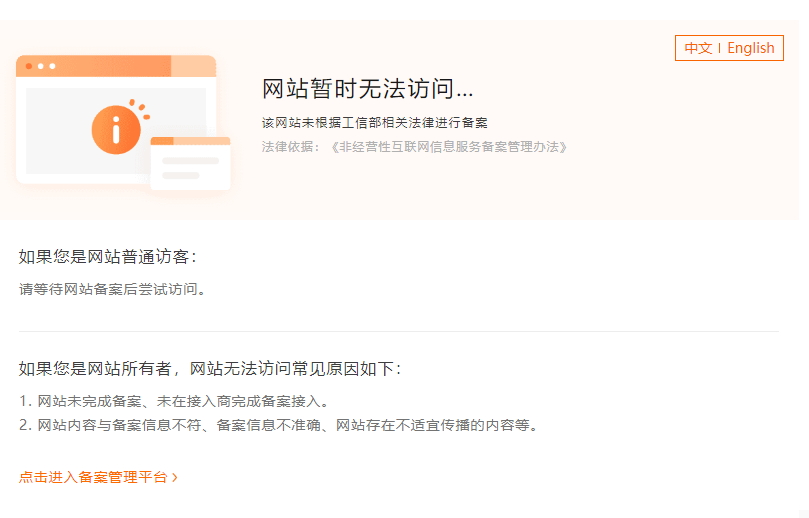 中文 | English
网站暂时无法访问...
该网站未根据工信部相关法律进行备案
法律依据：《非经营性互联网信息服务备案管理办法》
如果您是网站普通访客：
请等待网站备案后尝试访问。
如果您是网站所有者，网站无法访问常见原因如下：
1. 网站未完成备案、未在接入商完成备案接入。
2. 网站内容与备案信息不符、备案信息不准确、网站存在不适宜传播的内容等。
点击进入备案管理平台 >